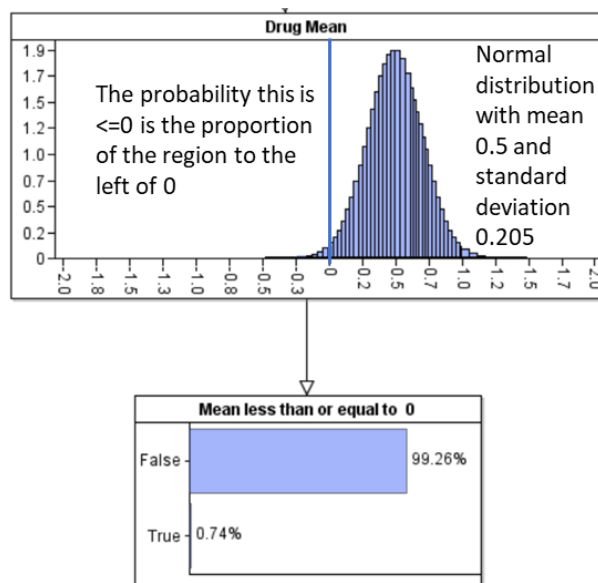 Drug Mean
1.9
1.7
1.5
1.2
1.0
0.7
0.5
0.2
0
The probability this is
<=0 is the proportion
of the region to the
left of 0
Normal
distribution
with mean
0.5 and
standard
deviation
0.205
-2.0
-1.8
-1.5
-1.3
-1.0
-0.8
-0.5
-0.3
0
0.2
0.5
0.7
1.0
1.2
1.5
1.7
2.0
Mean less than or equal to 0
False
99.26%
True
0.74%